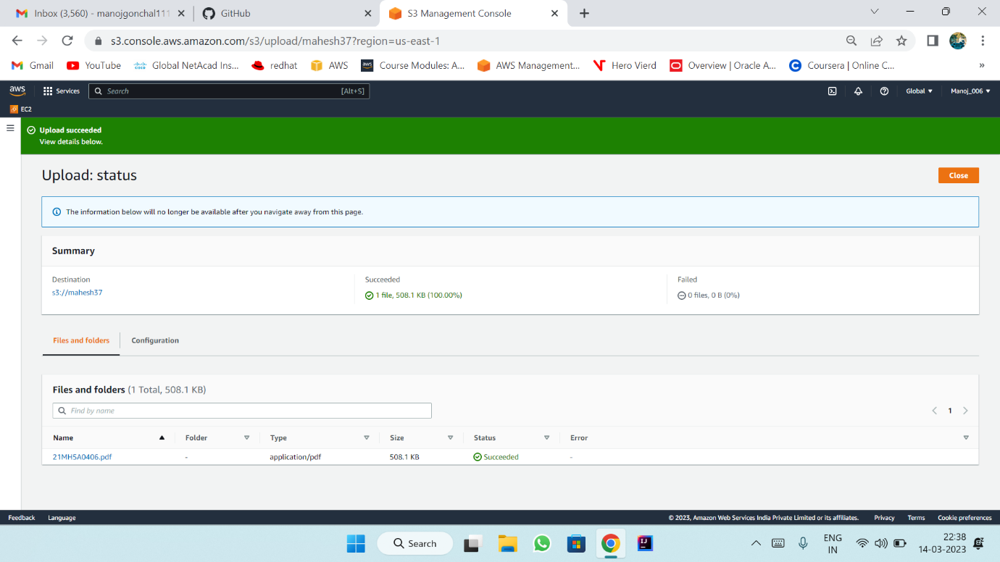 Inbox (3,560) - manojgonchal111
GitHub
S3 Management Console
s3.console.aws.amazon.com/s3/upload/mahesh37?region=us-east-1
Gmail
YouTube
Global NetAcad Ins...
redhat
AWS
aws
Course Modules: A...
AWS Management...
Hero Vierd
Overview | Oracle A...
Coursera | Online C...
»
aws
Services
Search
[Alt+S]
Global
Manoj_006
EC2
Upload succeeded
View details below.
Upload: status
Close
The information below will no longer be available after you navigate away from this page.
Summary
Destination
s3://mahesh37
Succeeded
1 file, 508.1 KB (100.00%)
Failed
0 files, 0 B (0%)
Files and folders
Configuration
Files and folders (1 Total, 508.1 KB)
Find by name
1
Name Folder Type Size Status Error
21MH5A0406.pdf - application/pdf 508.1 KB Succeeded -
Feedback Language © 2023, Amazon Web Services India Private Limited or its affiliates. Privacy Terms Cookie preferences
Search
ENG
IN
22:38
14-03-2023